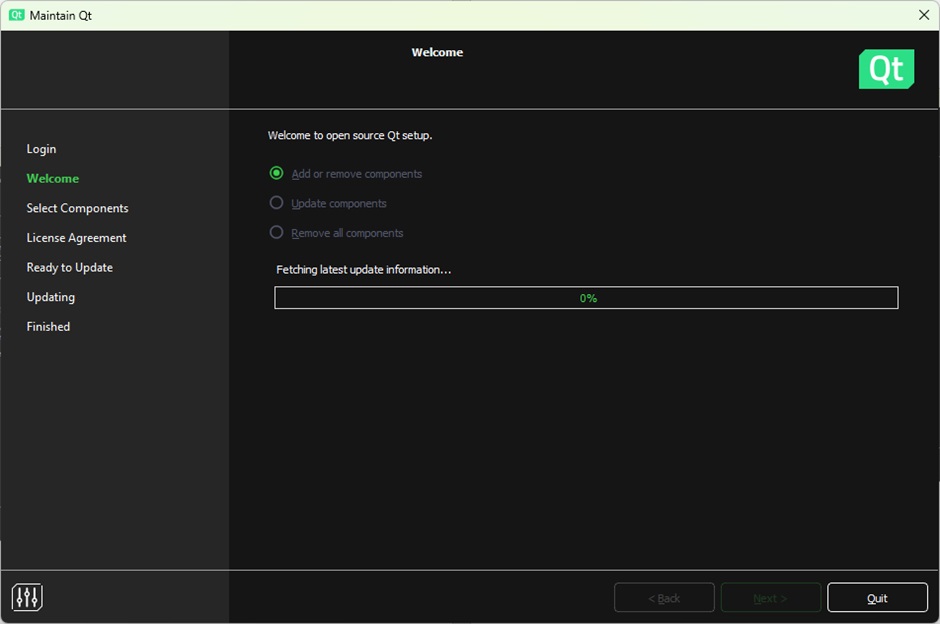 Qt Maintain Qt
Welcome
Qt
Login
Welcome
Select Components
License Agreement
Ready to Update
Updating
Finished
Welcome to open source Qt setup.
Add or remove components
Update components
Remove all components
Fetching latest update information...
0%
< Back
Next >
Quit